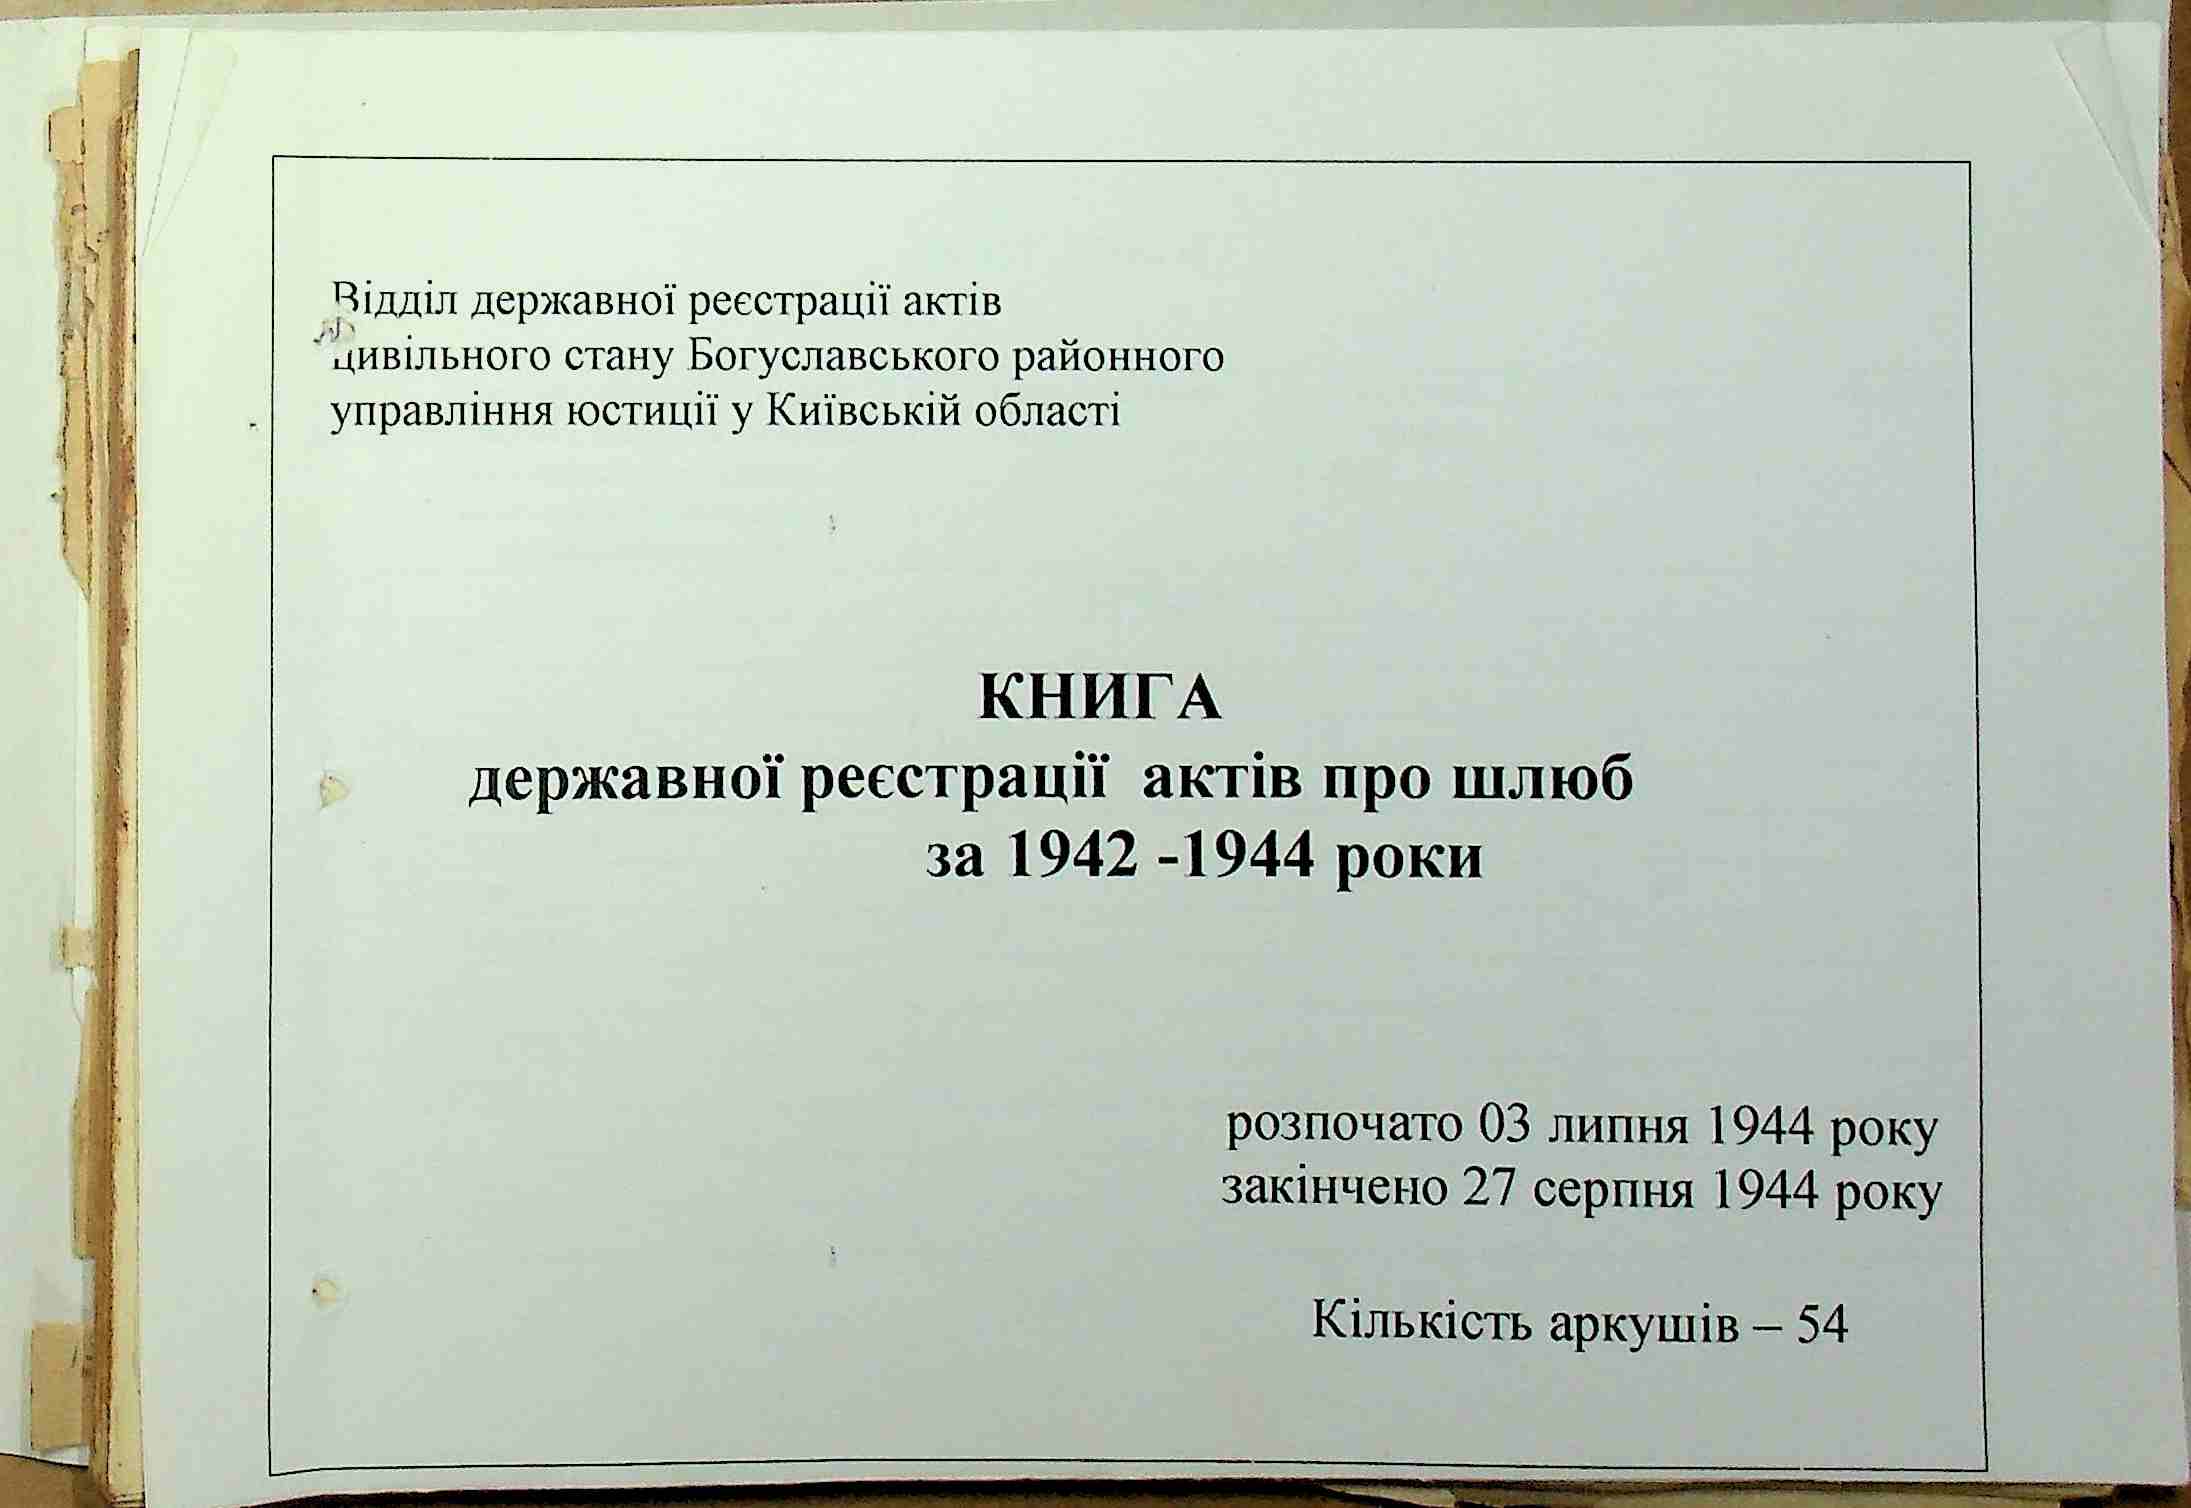 Відділ державної реєстрації актів
цивільного стану Богуславського районного
управління юстиції у Київській області
КНИГА
державної реєстрації актів про шлюб
за 1942 -1944 роки
розпочато 03 липня 1944 року
закінчено 27 серпня 1944 року
Кількість аркушів – 54